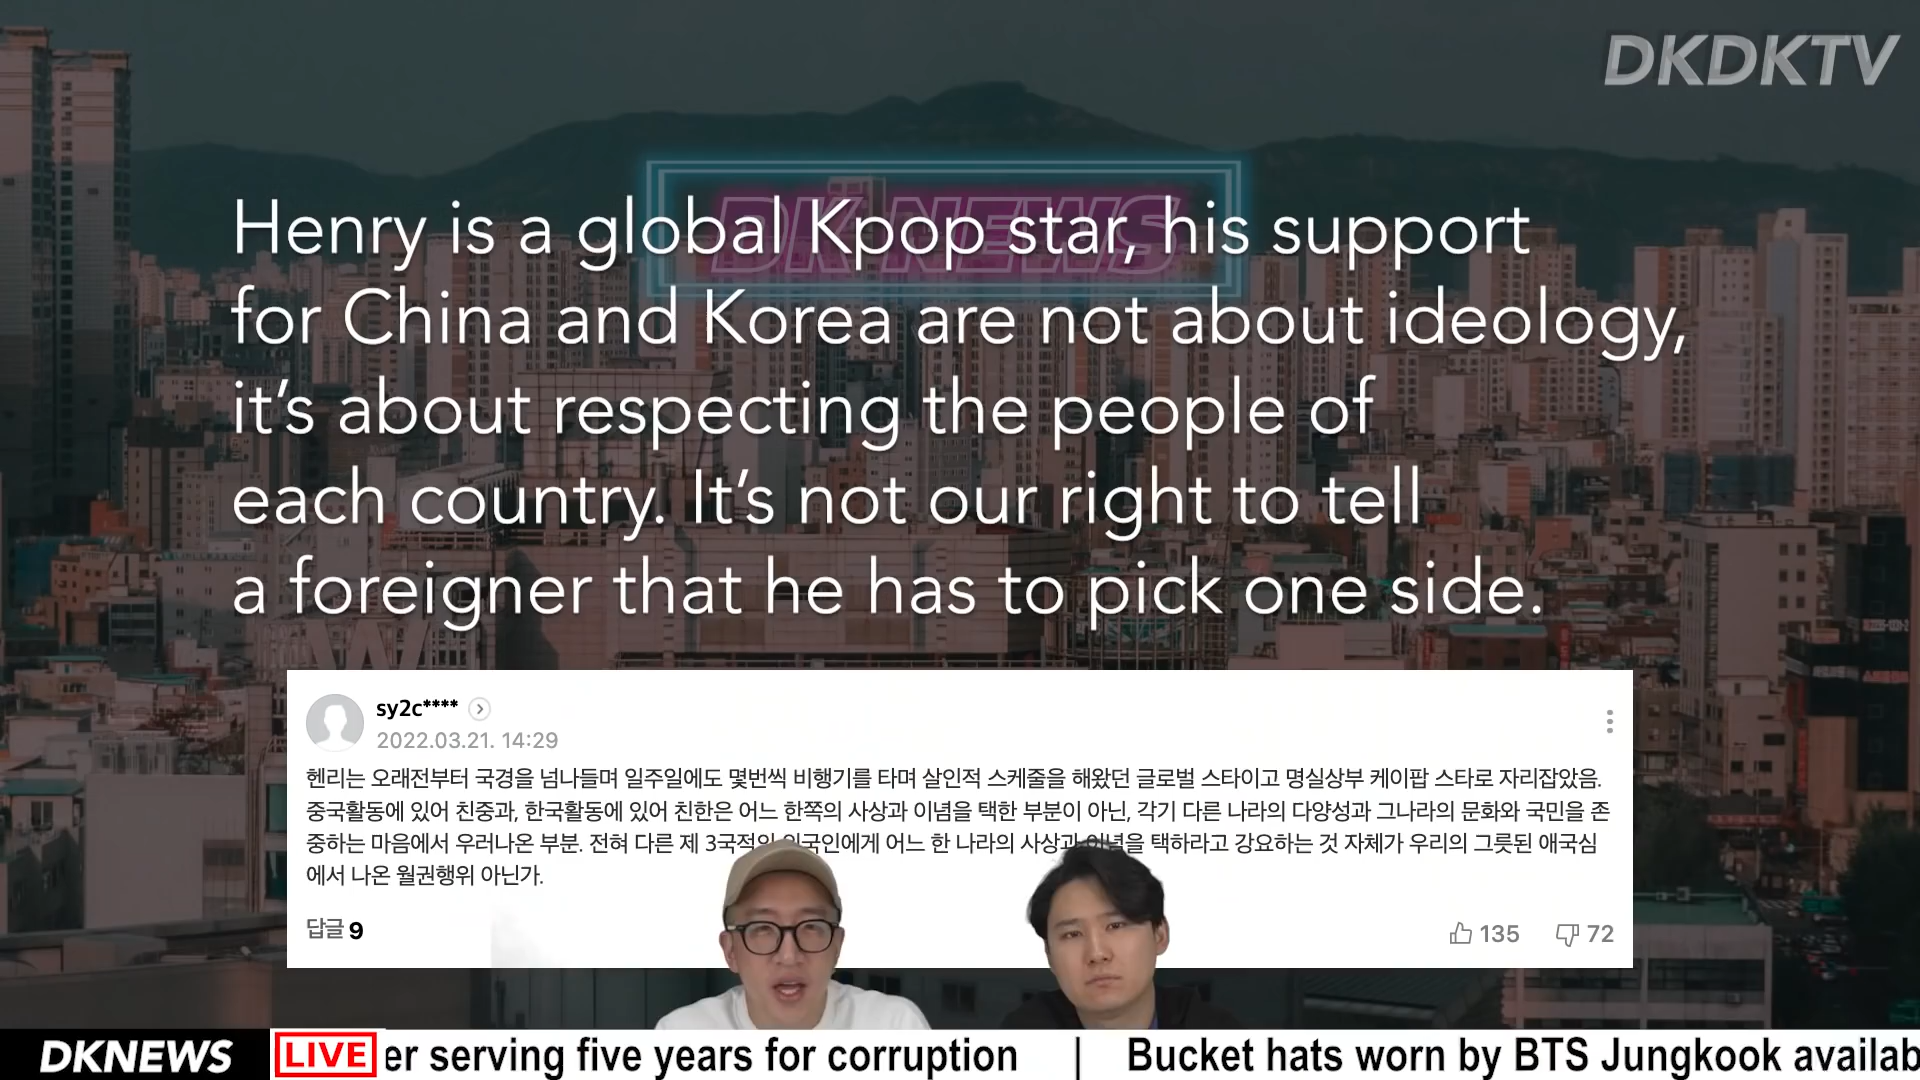 DKDKTV
DK NEWS
Henry is a global Kpop star, his support
for China and Korea are not about ideology,
it's about respecting the people of
each country. It's not our right to tell
a foreigner that he has to pick one side.
sy2c****
2022.03.21. 14:29
헨리는 오래전부터 국경을 넘나들며 일주일에도 몇번씩 비행기를 타며 살인적 스케줄을 해왔던 글로벌 스타이고 명실상부 케이팝 스타로 자리잡았음.
중국활동에 있어 친중과, 한국활동에 있어 친한은 어느 한쪽의 사상과 이념을 택한 부분이 아닌, 각기 다른 나라의 다양성과 그나라의 문화와 국민을 존
중하는 마음에서 우러나온 부분. 전혀 다른 제 3국적의 외국인에게 어느 한 나라의 사상과 이념을 택하라고 강요하는 것 자체가 우리의 그릇된 애국심
에서 나온 월권행위 아닌가.
답글 9
135 72
DKNEWS LIVE er serving five years for corruption | Bucket hats worn by BTS Jungkook availab